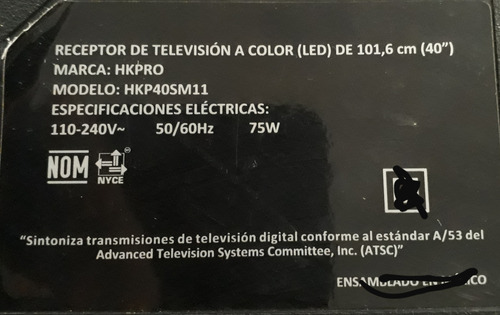 RECEPTOR DE TELEVISIÓN A COLOR (LED) DE 101,6 cm (40”)
MARCA: HKPRO
MODELO: HKP40SM11
ESPECIFICACIONES ELÉCTRICAS:
110-240V~ 50/60Hz 75W
NOM
NYCE
“Sintoniza transmisiones de televisión digital conforme al estándar A/53 del
Advanced Television Systems Committee, Inc. (ATSC)”